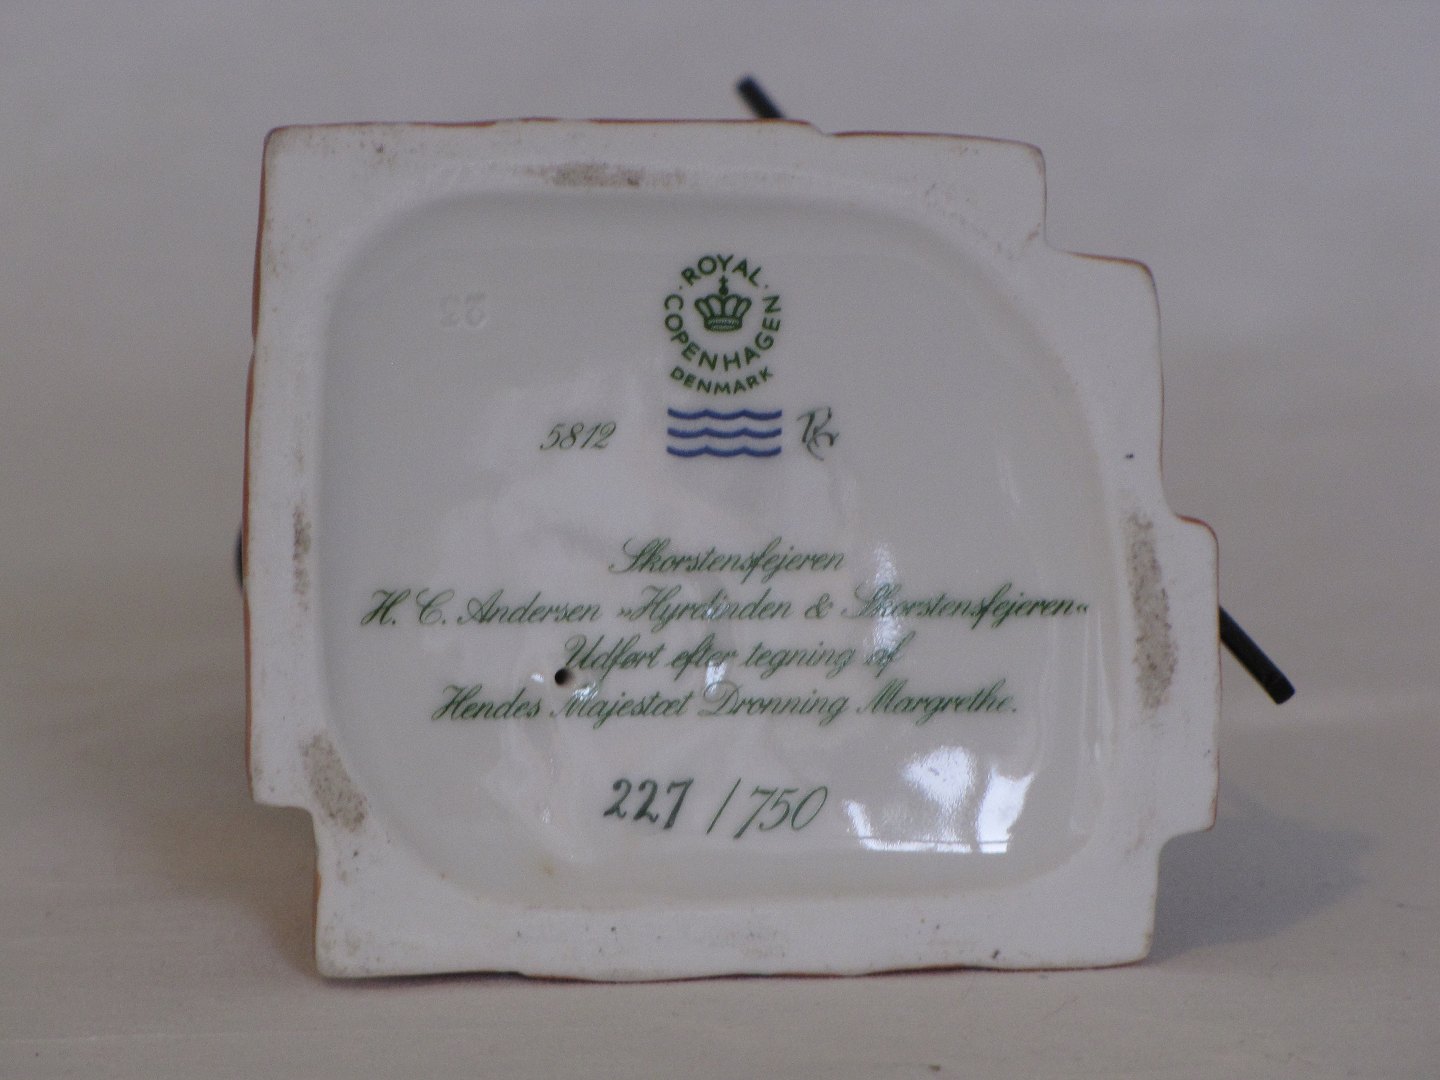 ROYAL
COPENHAGEN
DENMARK
5812
Skorstensfejeren
H. C. Andersen »Hyrdinden & Skorstensfejeren«
Udført efter tegning af
Hendes Majestæt Dronning Margrethe.
227/750